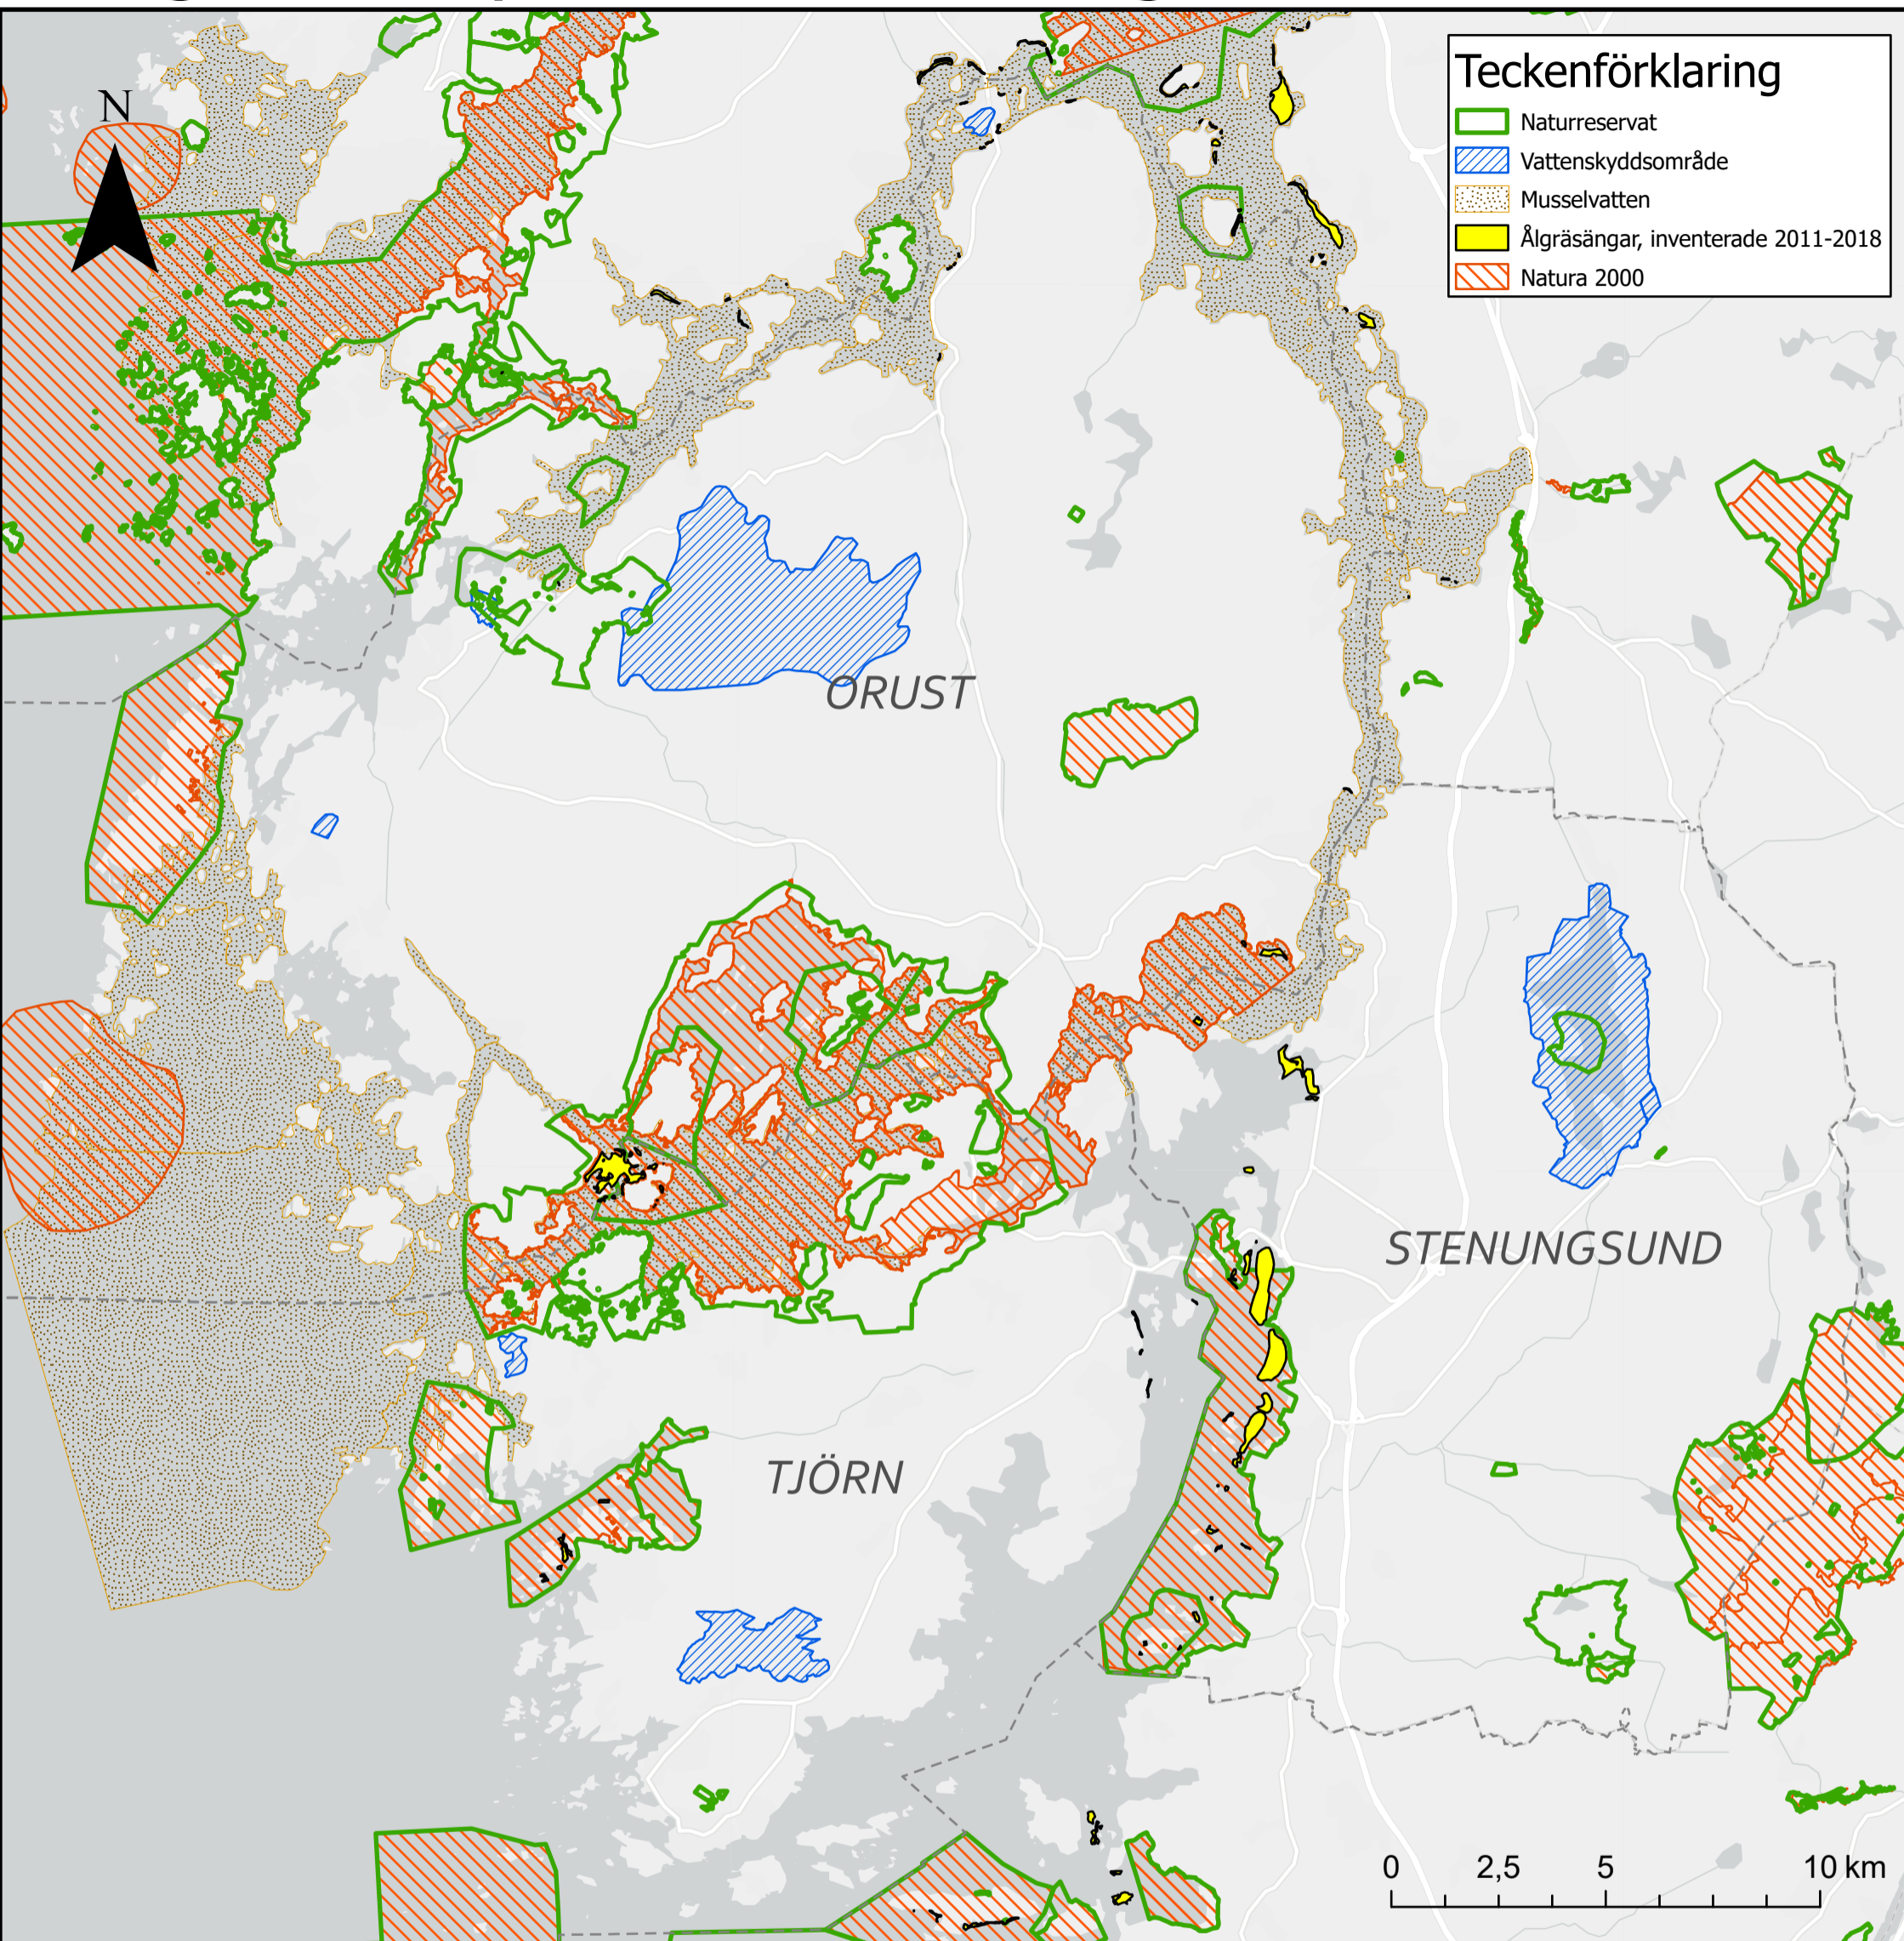 N
Teckenförklaring
Naturreservat
Vattenskyddsområde
Musselvatten
Ålgräsängar, inventerade 2011-2018
Natura 2000
ORUST
STENUNGSUND
TJÖRN
0 2,5 5 10 km